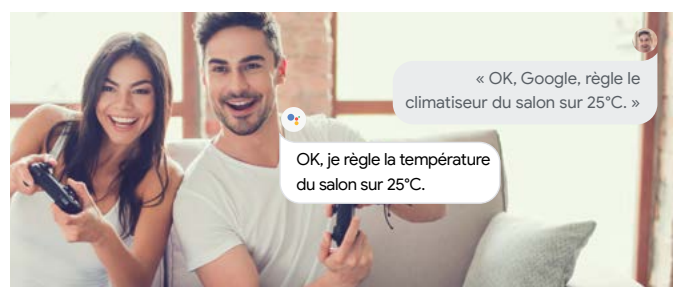 « OK, Google, règle le
climatiseur du salon sur 25°C. »
OK, je règle la température
du salon sur 25°C.